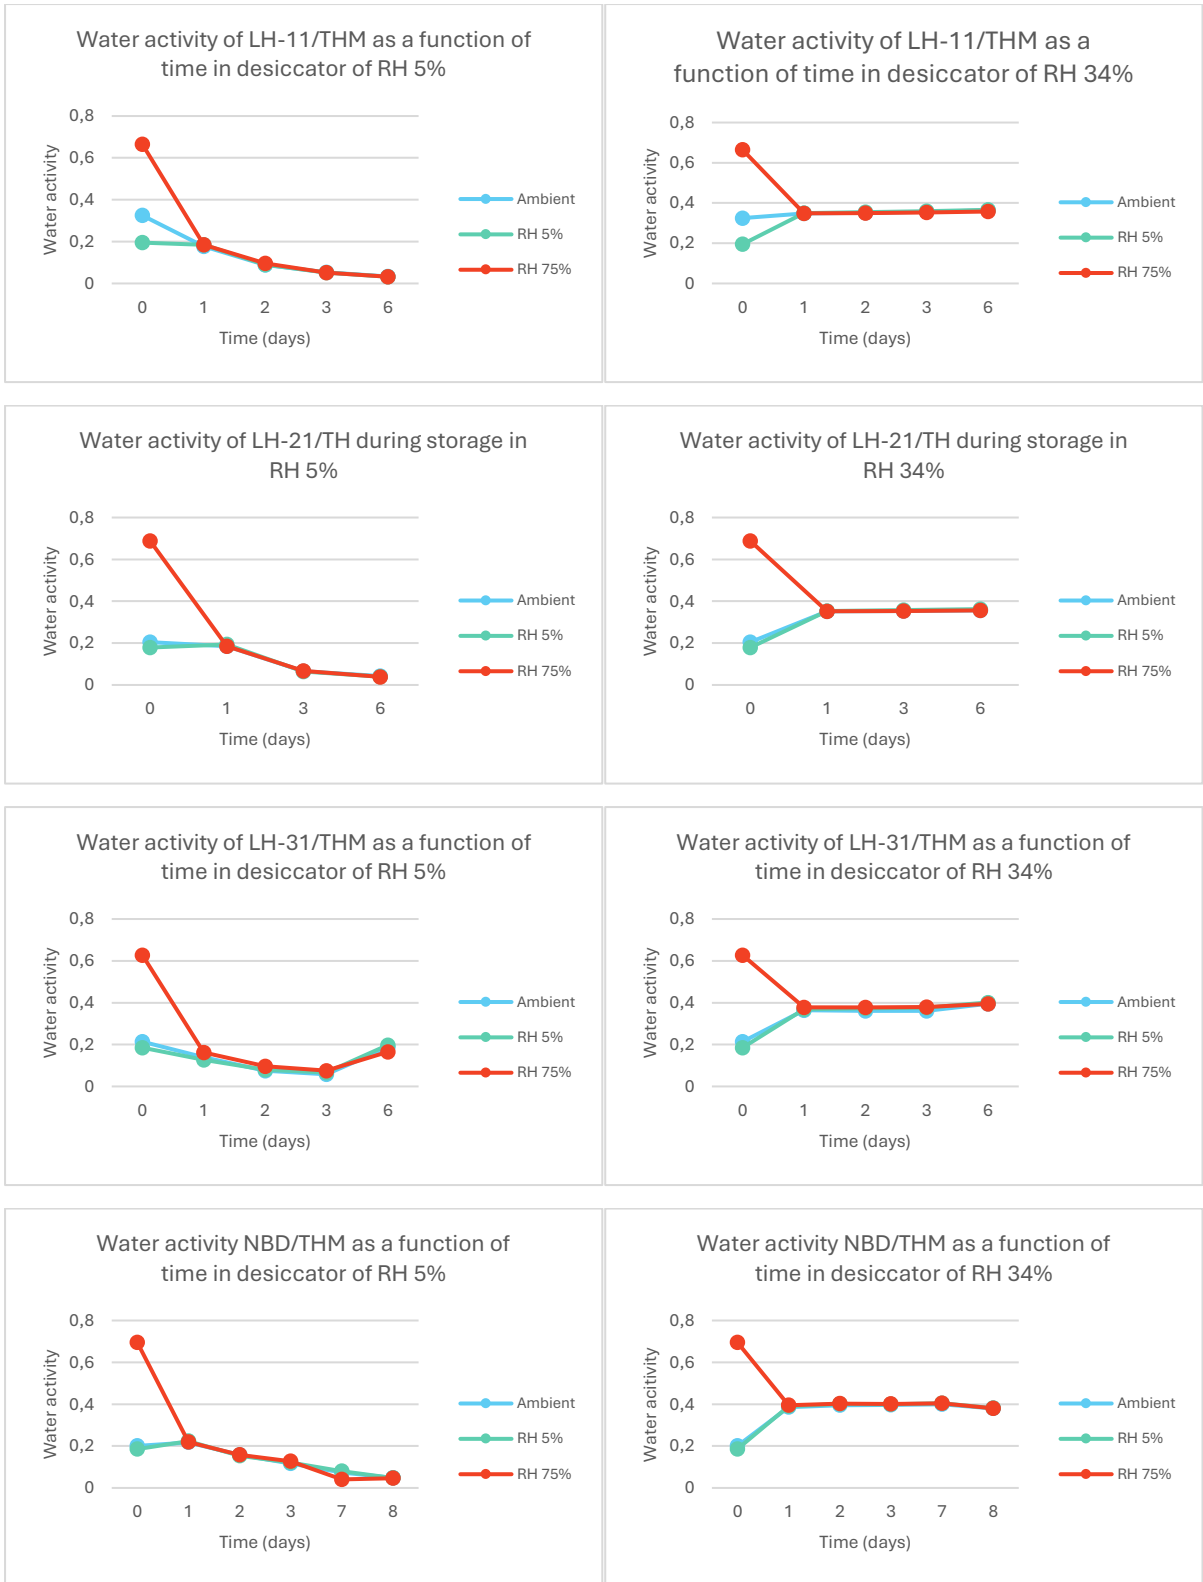 Water activity of LH-11/THM as a function of
time in desiccator of RH 5%
0,8
0,6
0,4
0,2
0
Water activity
0 1 2 3 6
Time (days)
Ambient
RH 5%
RH 75%
Water activity of LH-11/THM as a
function of time in desiccator of RH 34%
0,8
0,6
0,4
0,2
0
Water activity
0 1 2 3 6
Time (days)
Ambient
RH 5%
RH 75%
Water activity of LH-21/TH during storage in
RH 5%
0,8
0,6
0,4
0,2
0
Water activity
0 1 3 6
Time (days)
Ambient
RH 5%
RH 75%
Water activity of LH-21/TH during storage in
RH 34%
0,8
0,6
0,4
0,2
0
Water activity
0 1 3 6
Time (days)
Ambient
RH 5%
RH 75%
Water activity of LH-31/THM as a function of
time in desiccator of RH 5%
0,8
0,6
0,4
0,2
0
Water activity
0 1 2 3 6
Time (days)
Ambient
RH 5%
RH 75%
Water activity of LH-31/THM as a function of
time in desiccator of RH 34%
0,8
0,6
0,4
0,2
0
Water activity
0 1 2 3 6
Time (days)
Ambient
RH 5%
RH 75%
Water activity NBD/THM as a function of
time in desiccator of RH 5%
0,8
0,6
0,4
0,2
0
Water activity
0 1 2 3 7 8
Time (days)
Ambient
RH 5%
RH 75%
Water activity NBD/THM as a function of
time in desiccator of RH 34%
0,8
0,6
0,4
0,2
0
Water acitivity
0 1 2 3 7 8
Time (days)
Ambient
RH 5%
RH 75%